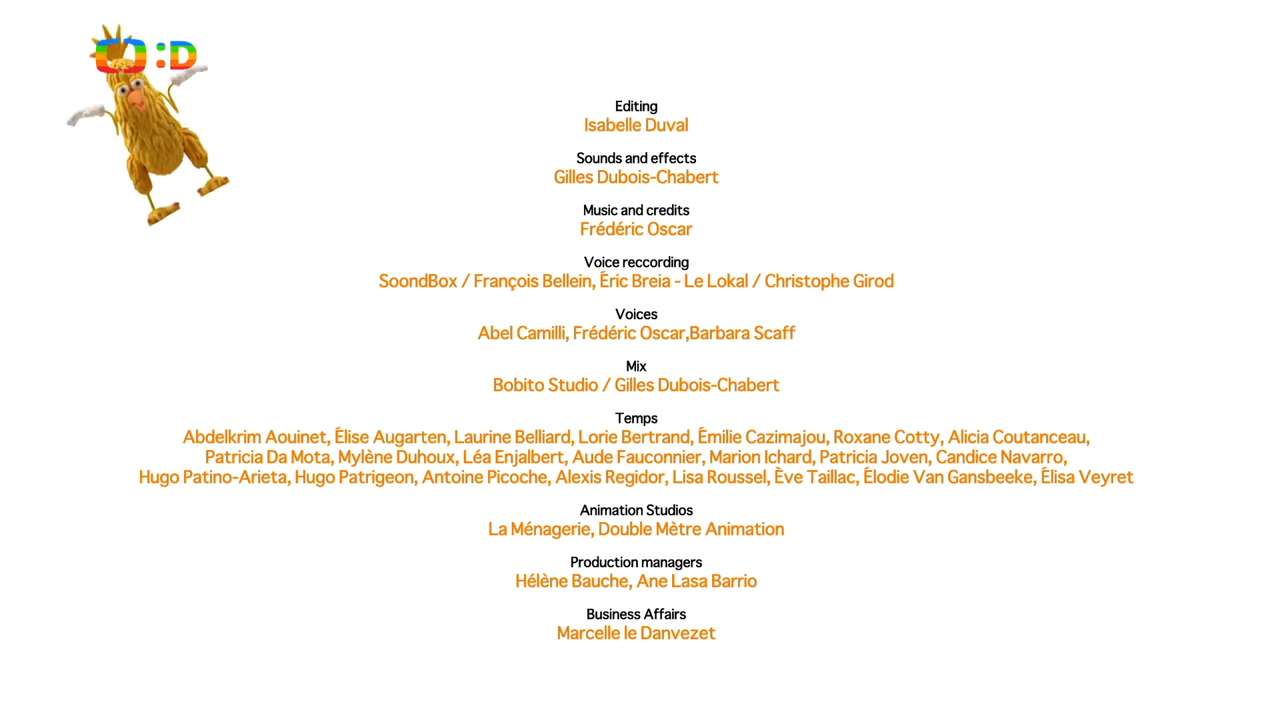 :D
Editing
Isabelle Duval
Sounds and effects
Gilles Dubois-Chabert
Music and credits
Frédéric Oscar
Voice reccording
SoondBox / François Bellein, Éric Breia - Le Lokal / Christophe Girod
Voices
Abel Camilli, Frédéric Oscar,Barbara Scaff
Mix
Bobito Studio / Gilles Dubois-Chabert
Temps
Abdelkrim Aouinet, Élise Augarten, Laurine Belliard, Lorie Bertrand, Émilie Cazimajou, Roxane Cotty, Alicia Coutanceau,
Patricia Da Mota, Mylène Duhoux, Léa Enjalbert, Aude Fauconnier, Marion Ichard, Patricia Joven, Candice Navarro,
Hugo Patino-Arieta, Hugo Patrigeon, Antoine Picoche, Alexis Regidor, Lisa Roussel, Ève Taillac, Élodie Van Gansbeeke, Élisa Veyret
Animation Studios
La Ménagerie, Double Mètre Animation
Production managers
Hélène Bauche, Ane Lasa Barrio
Business Affairs
Marcelle le Danvezet